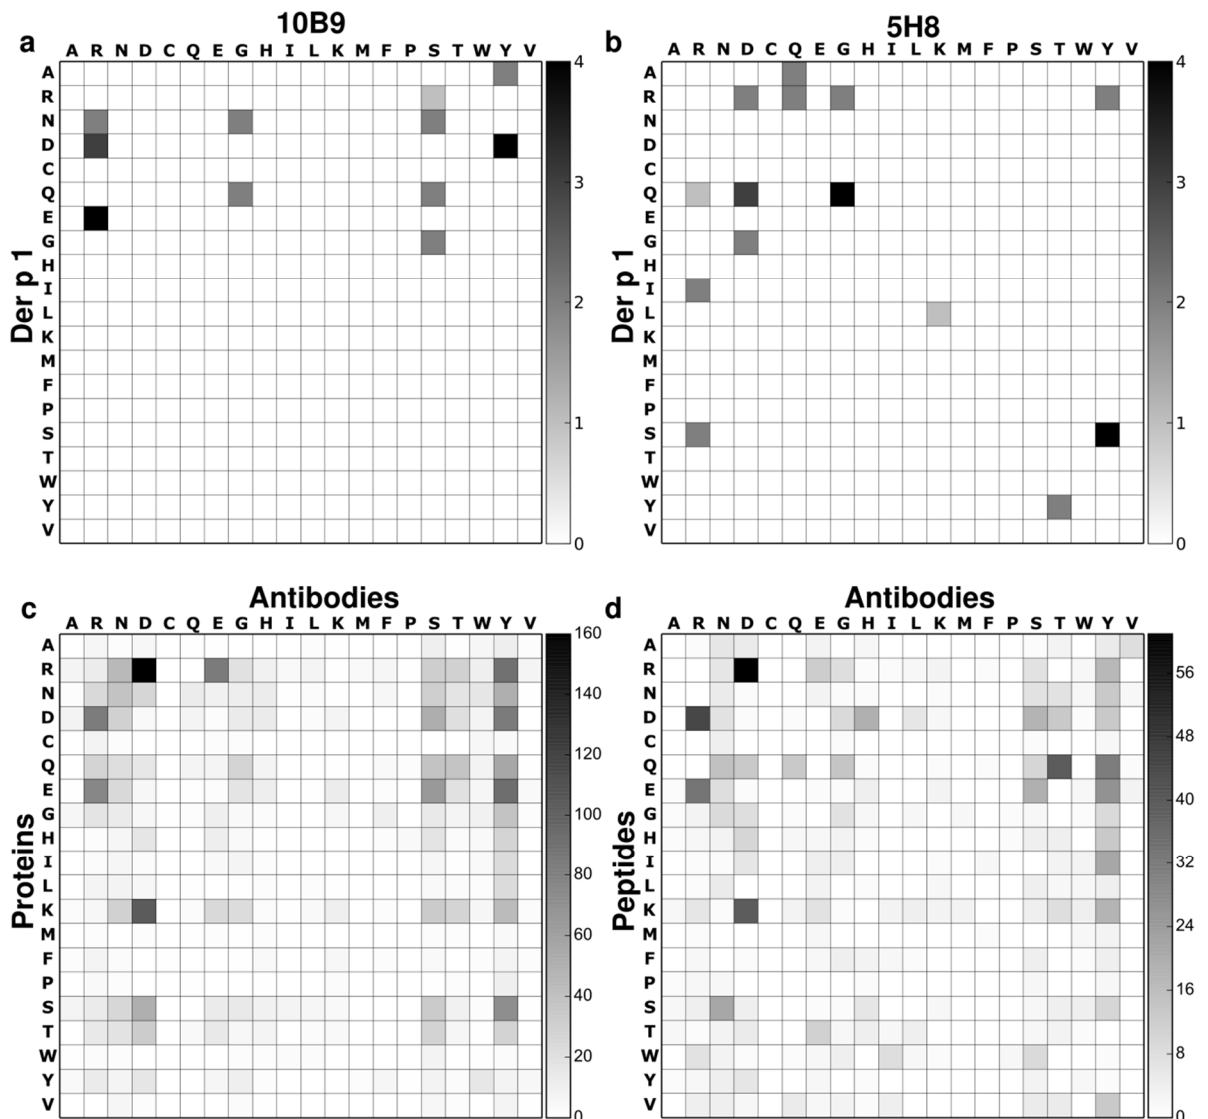 a
10B9
A R N D C Q E G H I L K M F P S T W Y V
Der p 1
A
R
N
D
C
Q
E
G
H
I
L
K
M
F
P
S
T
W
Y
V
4
3
2
1
0
b
5H8
A R N D C Q E G H I L K M F P S T W Y V
Der p 1
A
R
N
D
C
Q
E
G
H
I
L
K
M
F
P
S
T
W
Y
V
4
3
2
1
0
c
Antibodies
A R N D C Q E G H I L K M F P S T W Y V
Proteins
A
R
N
D
C
Q
E
G
H
I
L
K
M
F
P
S
T
W
Y
V
160
140
120
100
80
60
40
20
0
d
Antibodies
A R N D C Q E G H I L K M F P S T W Y V
Peptides
A
R
N
D
C
Q
E
G
H
I
L
K
M
F
P
S
T
W
Y
V
56
48
40
32
24
16
8
0